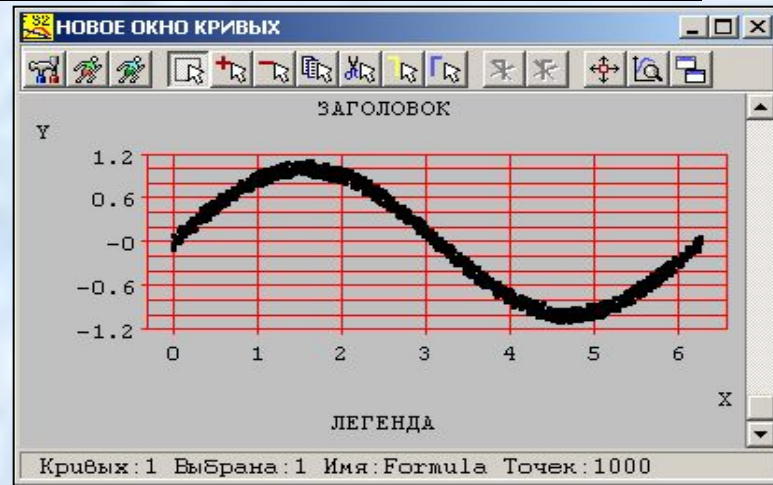 32
НОВОЕ ОКНО КРИВЫХ
ЗАГОЛОВОК
Y
1.2
0.6
-0
-0.6
-1.2
0 1 2 3 4 5 6
X
ЛЕГЕНДА
Кривых:1 Выбрана:1 Имя:Formula Точек:1000